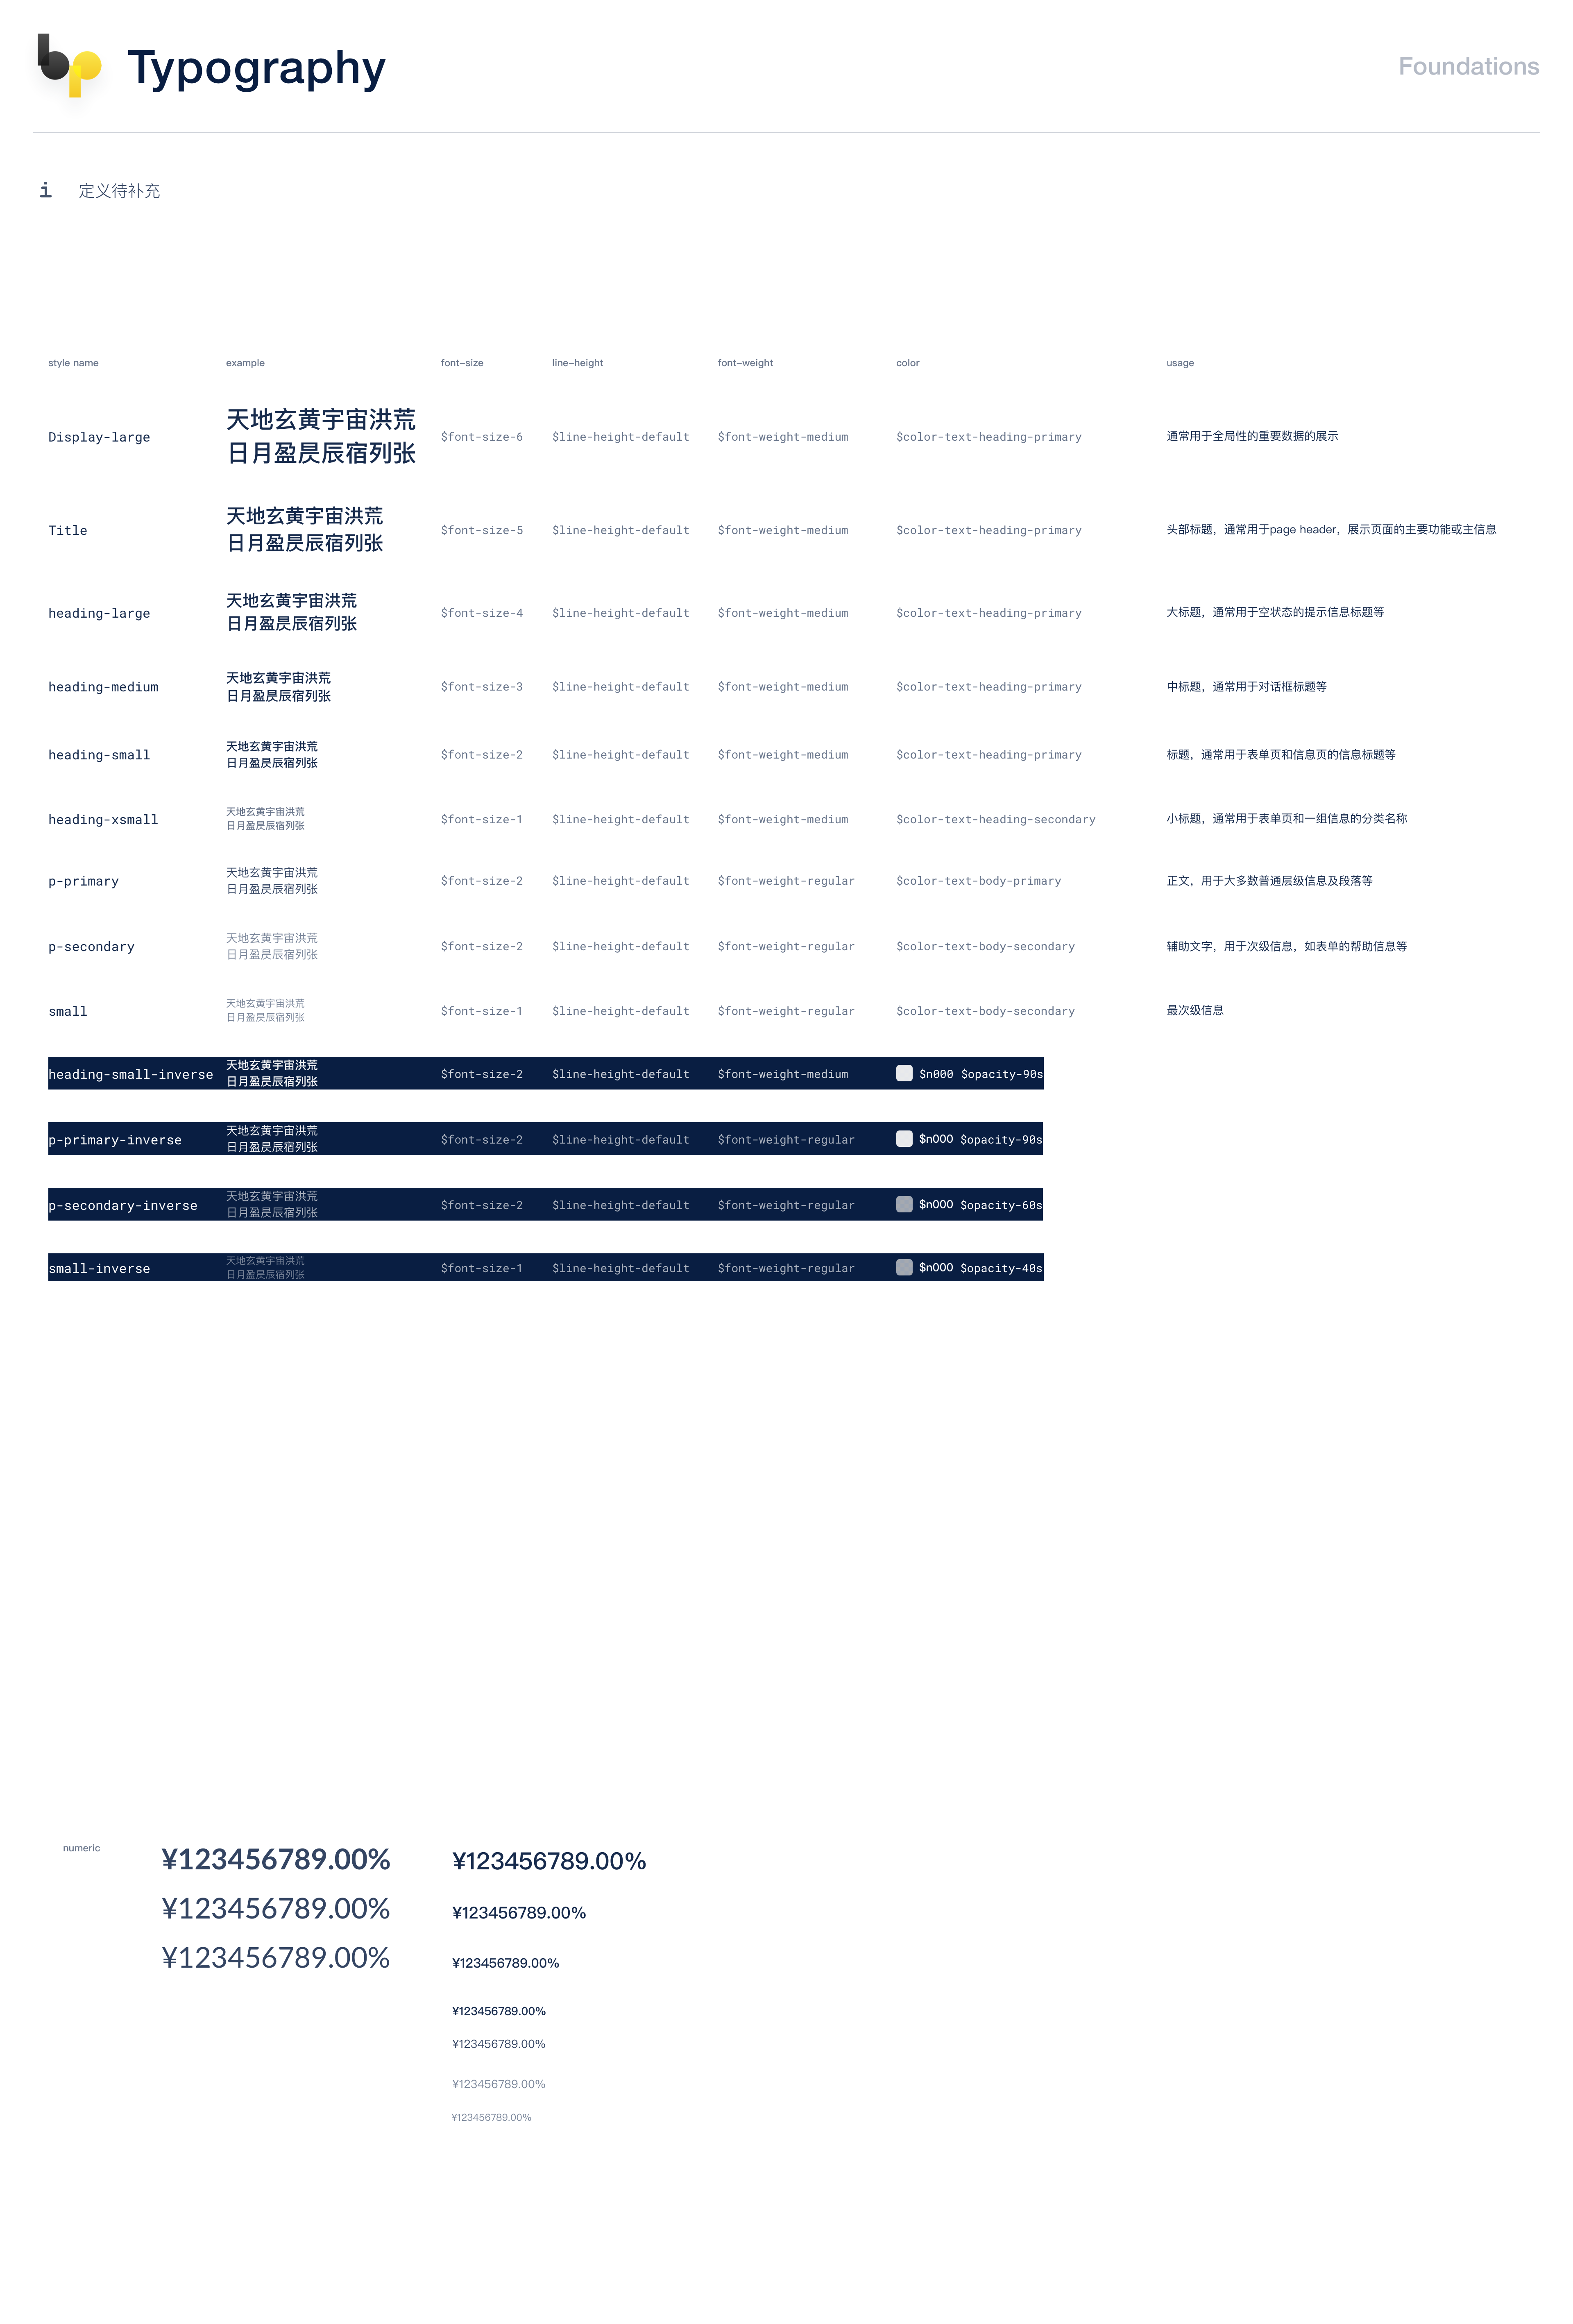 bp
Typography
Foundations
i 定义待补充
style name example font-size line-height font-weight color usage
天地玄黄宇宙洪荒
Display-large $font-size-6 $line-height-default $font-weight-medium $color-text-heading-primary 通常用于全局性的重要数据的展示
日月盈昃辰宿列张
天地玄黄宇宙洪荒
Title $font-size-5 $line-height-default $font-weight-medium $color-text-heading-primary 头部标题，通常用于page header，展示页面的主要功能或主信息
日月盈昃辰宿列张
天地玄黄宇宙洪荒
heading-large $font-size-4 $line-height-default $font-weight-medium $color-text-heading-primary 大标题，通常用于空状态的提示信息标题等
日月盈昃辰宿列张
天地玄黄宇宙洪荒
heading-medium $font-size-3 $line-height-default $font-weight-medium $color-text-heading-primary 中标题，通常用于对话框标题等
日月盈昃辰宿列张
天地玄黄宇宙洪荒
heading-small $font-size-2 $line-height-default $font-weight-medium $color-text-heading-primary 标题，通常用于表单页和信息页的信息标题等
日月盈昃辰宿列张
天地玄黄宇宙洪荒
heading-xsmall $font-size-1 $line-height-default $font-weight-medium $color-text-heading-secondary 小标题，通常用于表单页和一组信息的分类名称
日月盈昃辰宿列张
天地玄黄宇宙洪荒
p-primary $font-size-2 $line-height-default $font-weight-regular $color-text-body-primary 正文，用于大多数普通层级信息及段落等
日月盈昃辰宿列张
天地玄黄宇宙洪荒
p-secondary $font-size-2 $line-height-default $font-weight-regular $color-text-body-secondary 辅助文字，用于次级信息，如表单的帮助信息等
日月盈昃辰宿列张
天地玄黄宇宙洪荒
small $font-size-1 $line-height-default $font-weight-regular $color-text-body-secondary 最次级信息
日月盈昃辰宿列张
天地玄黄宇宙洪荒
heading-small-inverse $font-size-2 $line-height-default $font-weight-medium $n000 $opacity-90s
日月盈昃辰宿列张
天地玄黄宇宙洪荒
p-primary-inverse $font-size-2 $line-height-default $font-weight-regular $n000 $opacity-90s
日月盈昃辰宿列张
天地玄黄宇宙洪荒
p-secondary-inverse $font-size-2 $line-height-default $font-weight-regular $n000 $opacity-60s
日月盈昃辰宿列张
天地玄黄宇宙洪荒
small-inverse $font-size-1 $line-height-default $font-weight-regular $n000 $opacity-40s
日月盈昃辰宿列张
numeric ¥123456789.00% ¥123456789.00%
¥123456789.00% ¥123456789.00%
¥123456789.00% ¥123456789.00%
¥123456789.00%
¥123456789.00%
¥123456789.00%
¥123456789.00%